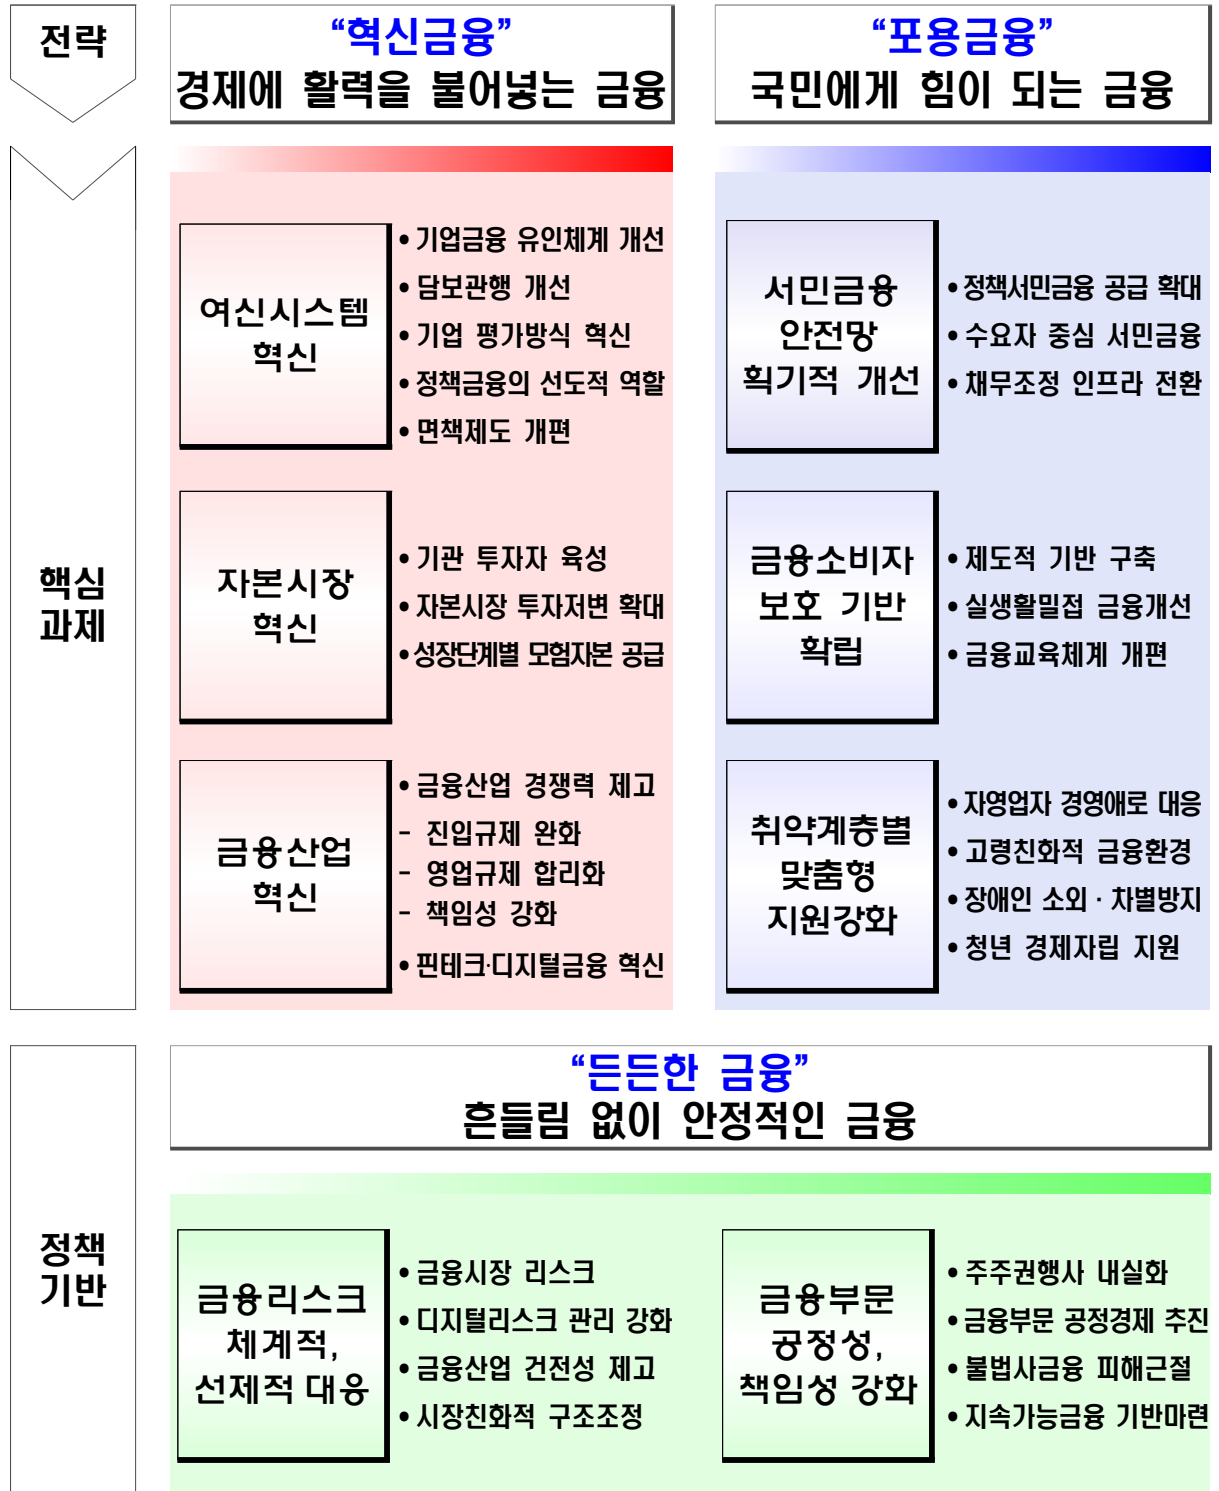 전략
“혁신금융”
경제에 활력을 불어넣는 금융
“포용금융”
국민에게 힘이 되는 금융
핵심
과제
여신시스템
혁신
• 기업금융 유인체계 개선
• 담보관행 개선
• 기업 평가방식 혁신
• 정책금융의 선도적 역할
• 면책제도 개편
자본시장
혁신
• 기관 투자자 육성
• 자본시장 투자저변 확대
• 성장단계별 모험자본 공급
금융산업
혁신
• 금융산업 경쟁력 제고
- 진입규제 완화
- 영업규제 합리화
- 책임성 강화
• 핀테크·디지털금융 혁신
서민금융
안전망
획기적 개선
• 정책서민금융 공급 확대
• 수요자 중심 서민금융
• 채무조정 인프라 전환
금융소비자
보호 기반
확립
• 제도적 기반 구축
• 실생활밀접 금융개선
• 금융교육체계 개편
취약계층별
맞춤형
지원강화
• 자영업자 경영애로 대응
• 고령친화적 금융환경
• 장애인 소외 · 차별방지
• 청년 경제자립 지원
정책
기반
“든든한 금융”
흔들림 없이 안정적인 금융
금융리스크
체계적,
선제적 대응
• 금융시장 리스크
• 디지털리스크 관리 강화
• 금융산업 건전성 제고
• 시장친화적 구조조정
금융부문
공정성,
책임성 강화
• 주주권행사 내실화
• 금융부문 공정경제 추진
• 불법사금융 피해근절
• 지속가능금융 기반마련